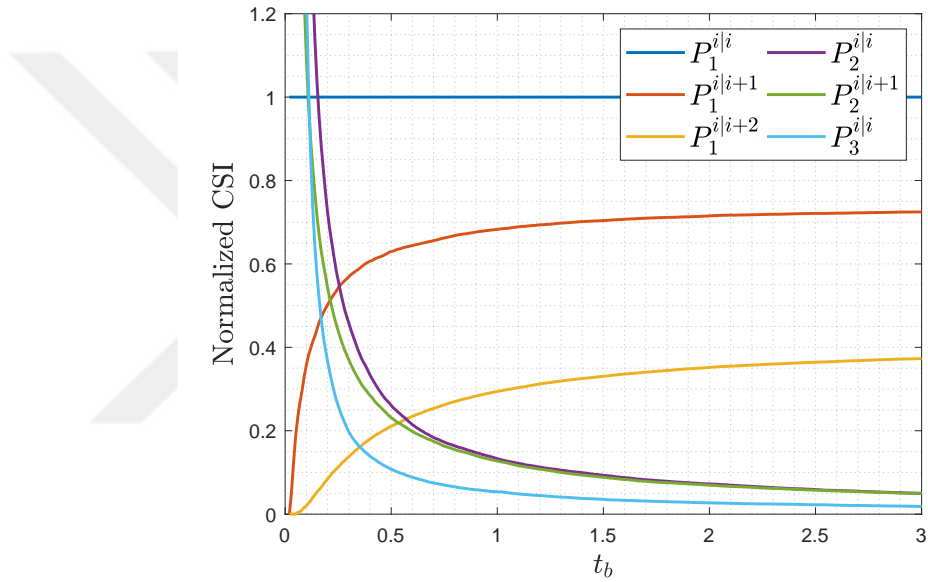 1.2
1
0.8
0.6
0.4
0.2
0
Normalized CSI
P_1^{i|i} P_2^{i|i}
P_1^{i|i+1} P_2^{i|i+1}
P_1^{i|i+2} P_3^{i|i}
0 0.5 1 1.5 2 2.5 3
t_b